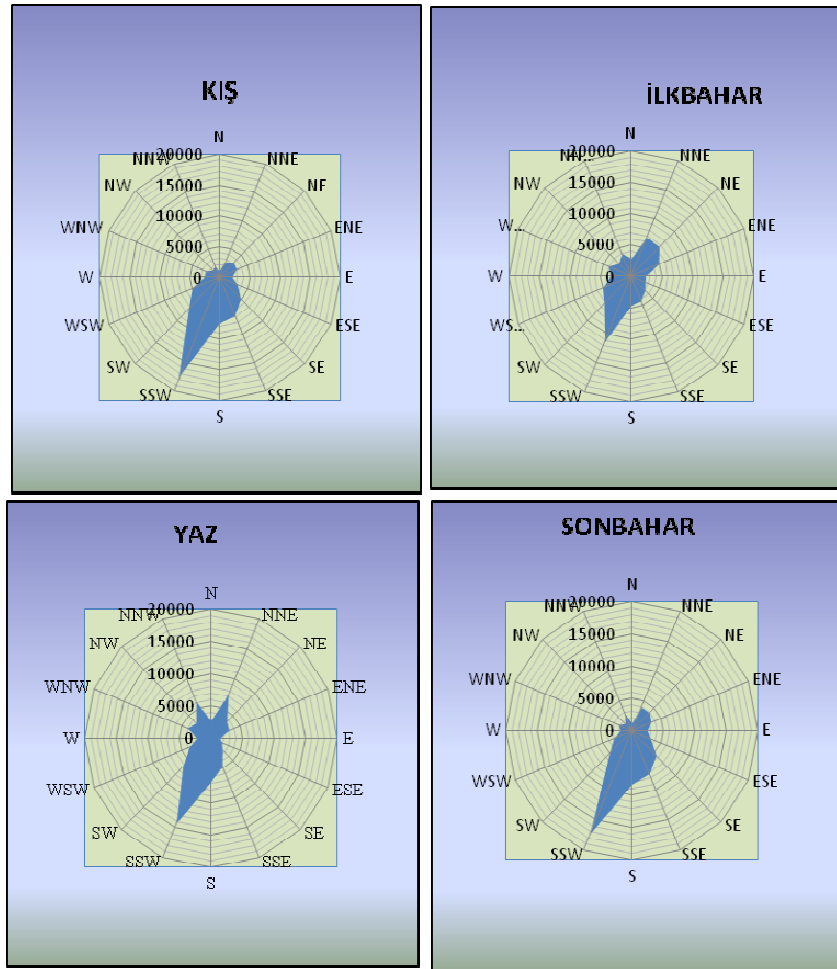 KIŞ
N
NNW
20000
NNE
NW
15000
NE
WNW
10000
ENE
5000
W
0
E
WSW
ESE
SW
SE
SSW
SSE
S
İLKBAHAR
N
NN...
20000
NNE
NW
15000
NE
W...
10000
ENE
5000
W
0
E
WS...
ESE
SW
SE
SSW
SSE
S
YAZ
N
NNW
20000
NNE
NW
15000
NE
WNW
10000
ENE
5000
W
0
E
WSW
ESE
SW
SE
SSW
SSE
S
SONBAHAR
N
NNW
20000
NNE
NW
15000
NE
WNW
10000
ENE
5000
W
0
E
WSW
ESE
SW
SE
SSW
SSE
S